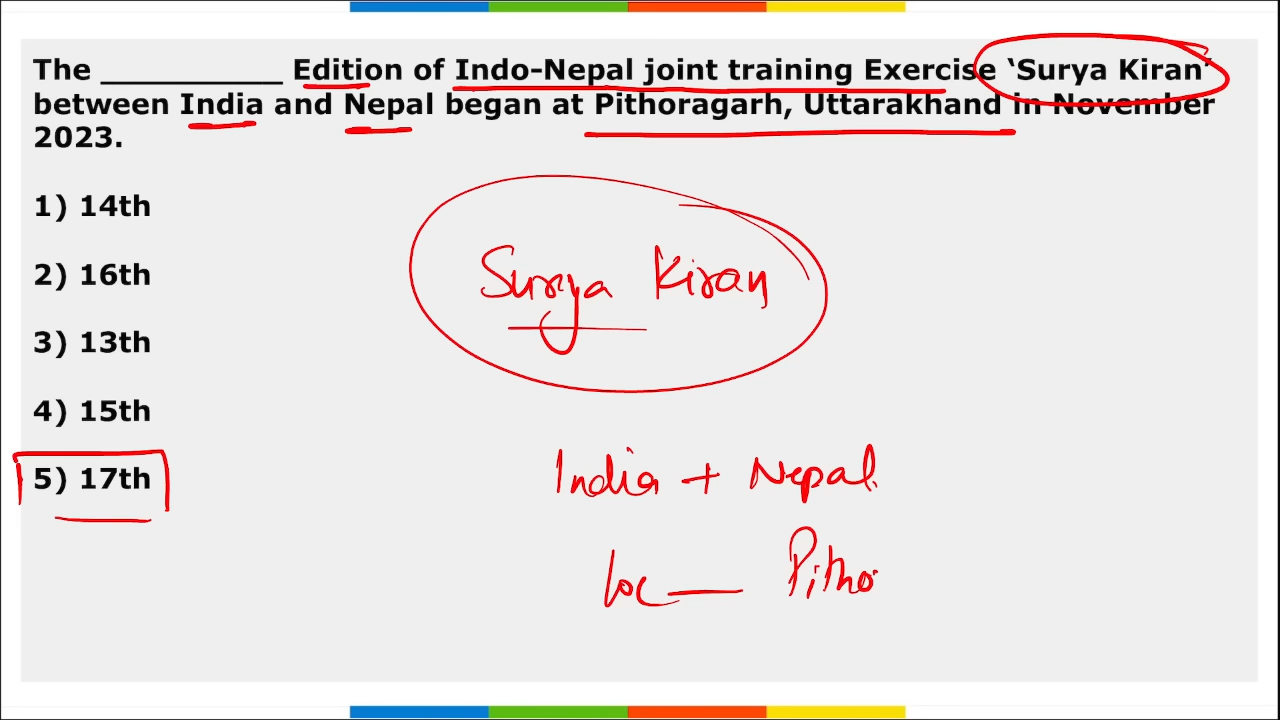 The ____________ Edition of Indo-Nepal joint training Exercise ‘Surya Kiran’
between India and Nepal began at Pithoragarh, Uttarakhand in November
2023.
1) 14th
2) 16th
3) 13th
4) 15th
5) 17th
Surya Kiran
India + Nepal
loc — Pitho